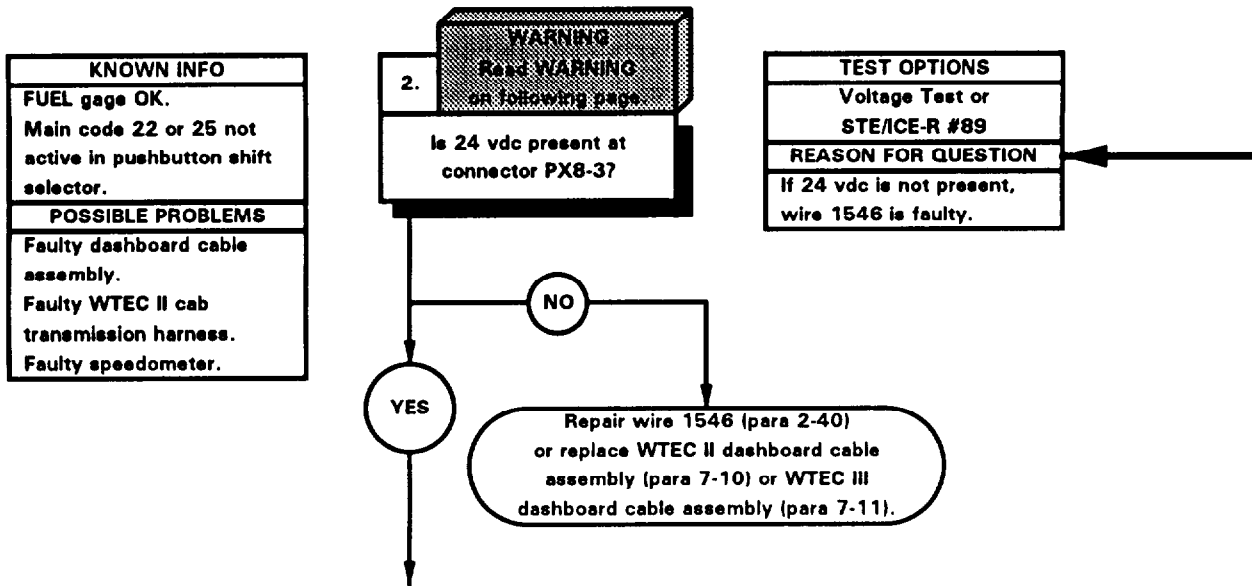 KNOWN INFO
FUEL gage OK.
Main code 22 or 25 not
active in pushbutton shift
selector.
POSSIBLE PROBLEMS
Faulty dashboard cable
assembly.
Faulty WTEC II cab
transmission harness.
Faulty speedometer.
2.
WARNING
Read WARNING
on following page.
Is 24 vdc present at
connector PX8-3?
TEST OPTIONS
Voltage Test or
STE/ICE-R #89
REASON FOR QUESTION
If 24 vdc is not present,
wire 1546 is faulty.
NO
YES
Repair wire 1546 (para 2-40)
or replace WTEC II dashboard cable
assembly (para 7-10) or WTEC III
dashboard cable assembly (para 7-11).